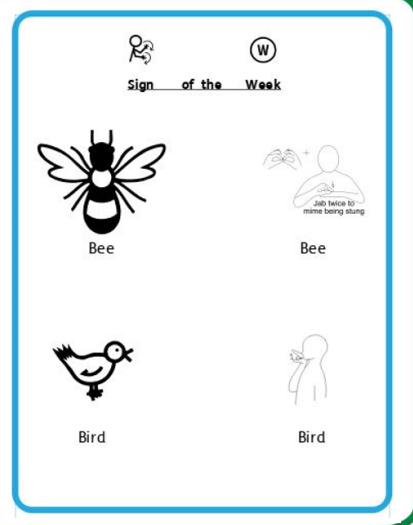 W
Sign of the Week
Jab twice to
mime being stung
Bee Bee
Bird Bird